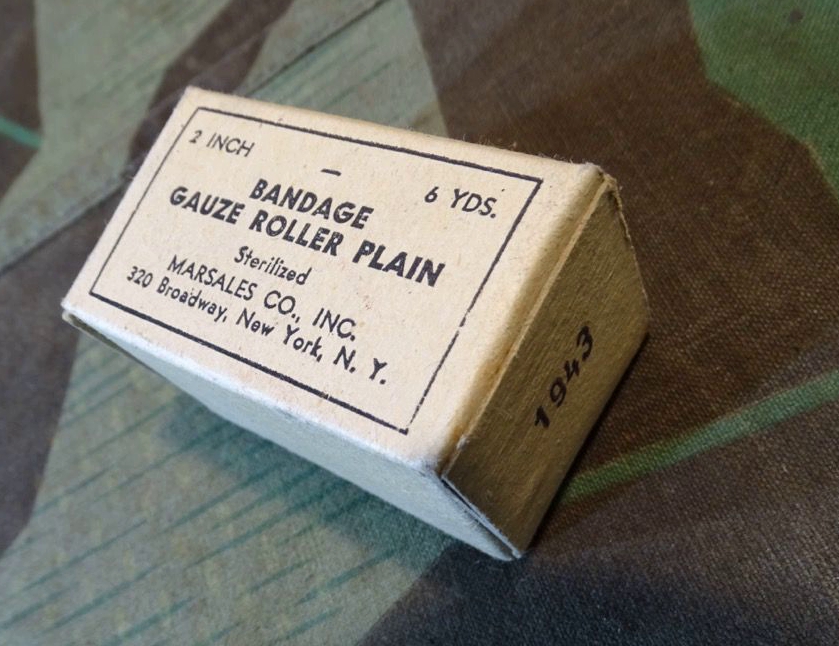 2 INCH
6 YDS.
BANDAGE
GAUZE ROLLER PLAIN
Sterilized
MARSALES CO., INC.
320 Broadway, New York, N. Y.
1943